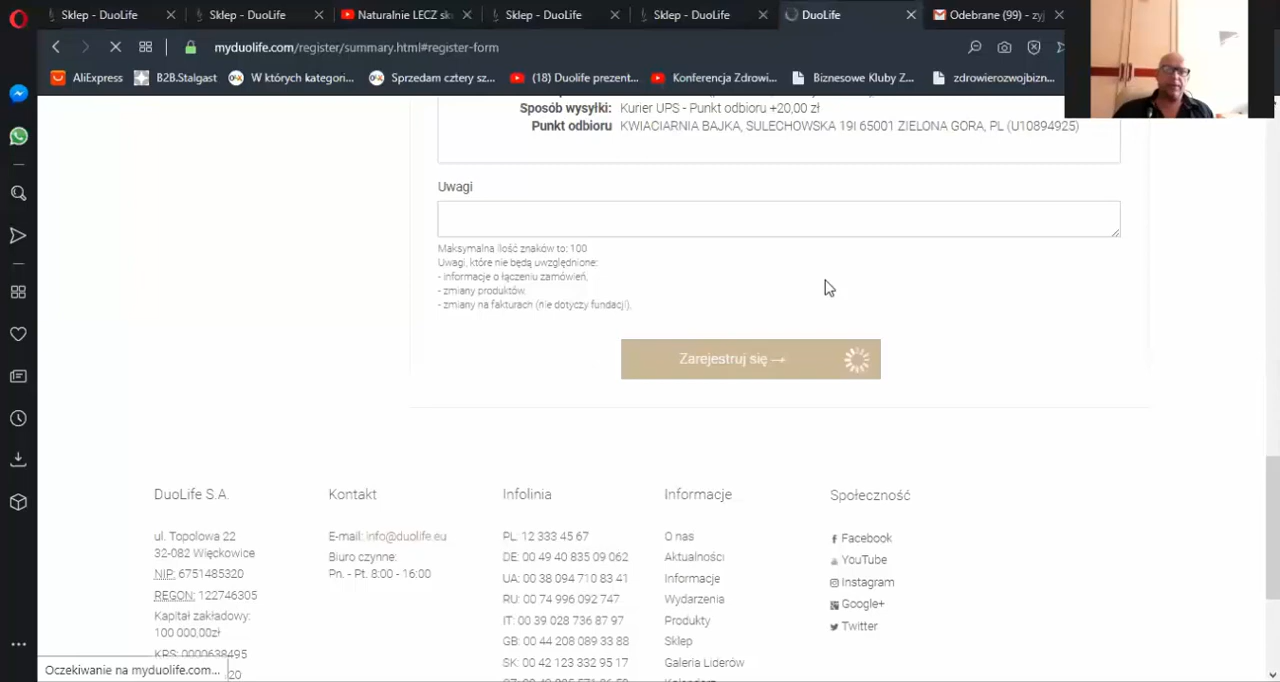 Sklep - DuoLife
Sklep - DuoLife
Naturalnie LECZ sk
Sklep - DuoLife
Sklep - DuoLife
DuoLife
Odebrane (99) - zyj
myduolife.com/register/summary.html#register-form
AliExpress
B2B.Stalgast
W których kategori...
Sprzedam cztery sz...
(18) Duolife prezent...
Konferencja Zdrowi...
Biznesowe Kluby Z...
zdrowierozwojbizn...
Sposób wysyłki: Kurier UPS - Punkt odbioru +20,00 zł
Punkt odbioru KWIACIARNIA BAJKA, SULECHOWSKA 19I 65001 ZIELONA GORA, PL (U10894925)
Uwagi
Maksymalna ilość znaków to: 100
Uwagi, które nie będą uwzględnione:
- informacje o łączeniu zamówień,
- zmiany produktów,
- zmiany na fakturach (nie dotyczy fundacji).
Zarejestruj się →
DuoLife S.A.
ul. Topolowa 22
32-082 Więckowice
NIP: 6751485320
REGON: 122746305
Kapitał zakładowy:
100 000,00zł
KRS: 0000638495
20
Kontakt
E-mail: info@duolife.eu
Biuro czynne:
Pn. - Pt. 8:00 - 16:00
Infolinia
PL: 12 333 45 67
DE: 00 49 40 835 09 062
UA: 00 38 094 710 83 41
RU: 00 74 996 092 747
IT: 00 39 028 736 87 97
GB: 00 44 208 089 33 88
SK: 00 42 123 332 95 17
Informacje
O nas
Aktualności
Informacje
Wydarzenia
Produkty
Sklep
Galeria Liderów
Kalendarz
Społeczność
Facebook
YouTube
Instagram
Google+
Twitter
Oczekiwanie na myduolife.com...